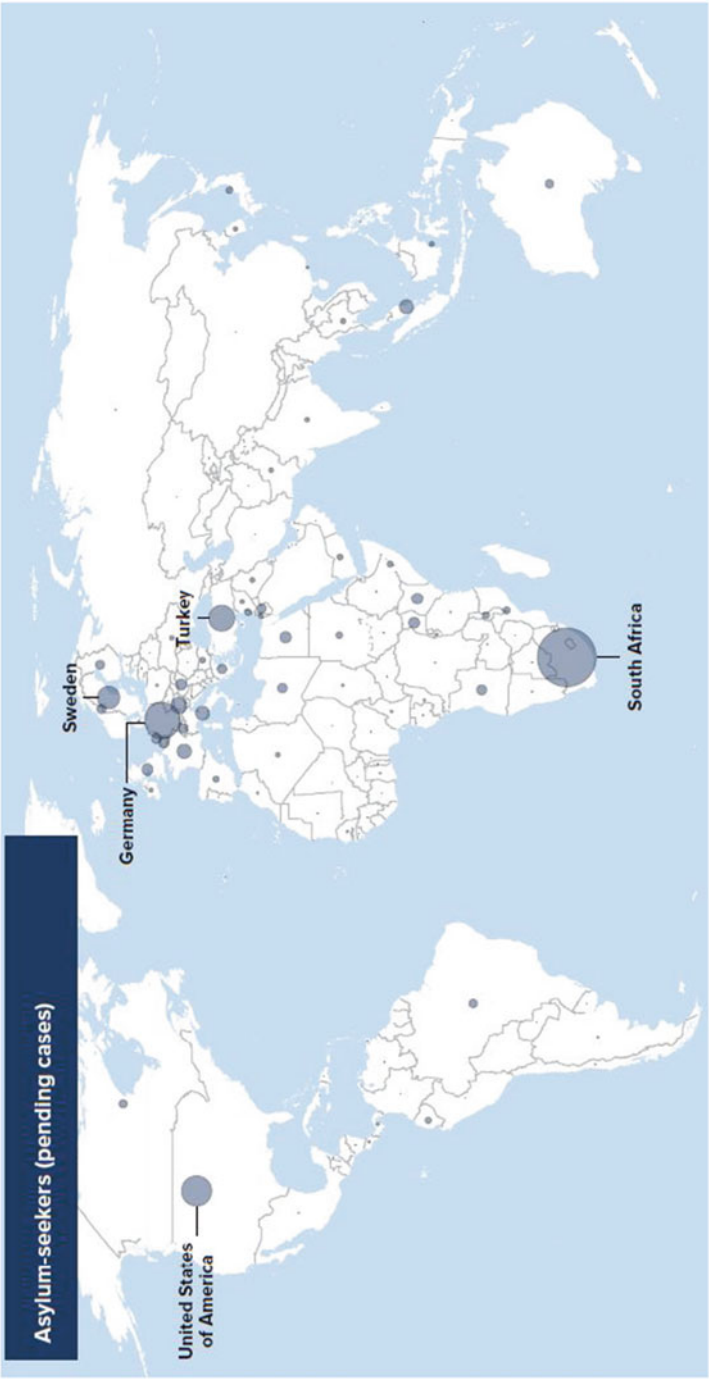 Asylum-seekers (pending cases)
Sweden
Germany
Turkey
United States
of America
South Africa